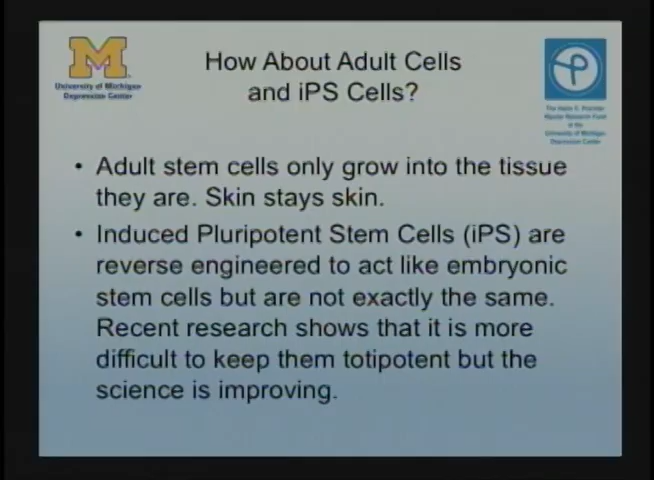 How About Adult Cells
and iPS Cells?
M
University of Michigan
Depression Center
P
Bipolar Research Fund
at the
University of Michigan
Depression Center
• Adult stem cells only grow into the tissue
they are. Skin stays skin.
• Induced Pluripotent Stem Cells (iPS) are
reverse engineered to act like embryonic
stem cells but are not exactly the same.
Recent research shows that it is more
difficult to keep them totipotent but the
science is improving.